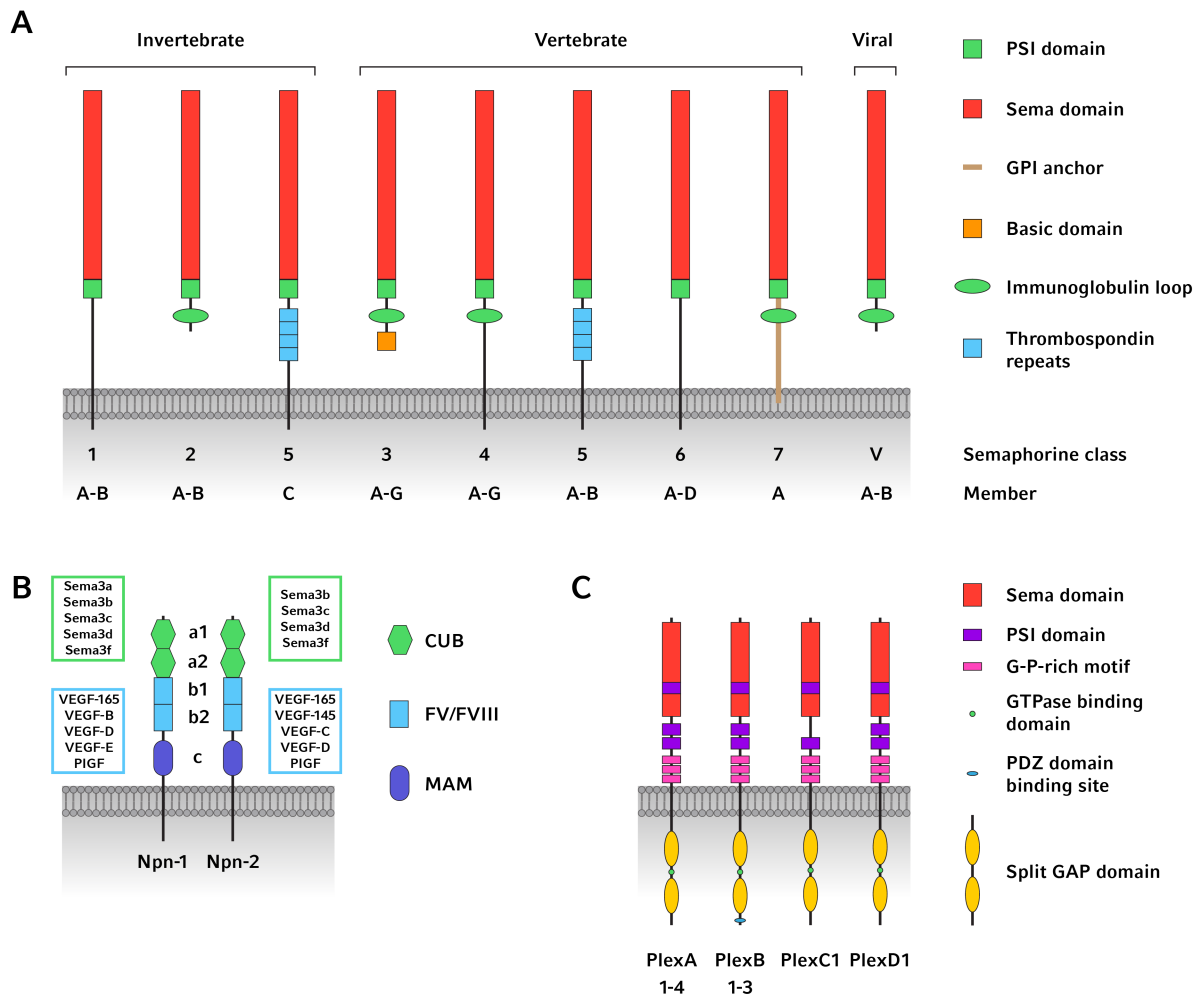 A
Invertebrate
Vertebrate
Viral
PSI domain
Sema domain
GPI anchor
Basic domain
Immunoglobulin loop
Thrombospondin
repeats
1 2 5 3 4 5 6 7 V Semaphorine class
A-B A-B C A-G A-G A-B A-D A A-B Member
B
Sema3a
Sema3b
Sema3c
Sema3d
Sema3f
VEGF-165
VEGF-B
VEGF-D
VEGF-E
PIGF
a1
a2
b1
b2
c
Sema3b
Sema3c
Sema3d
Sema3f
VEGF-165
VEGF-145
VEGF-C
VEGF-D
PIGF
Npn-1 Npn-2
CUB
FV/FVIII
MAM
C
Sema domain
PSI domain
G-P-rich motif
GTPase binding
domain
PDZ domain
binding site
Split GAP domain
PlexA PlexB PlexC1 PlexD1
1-4 1-3